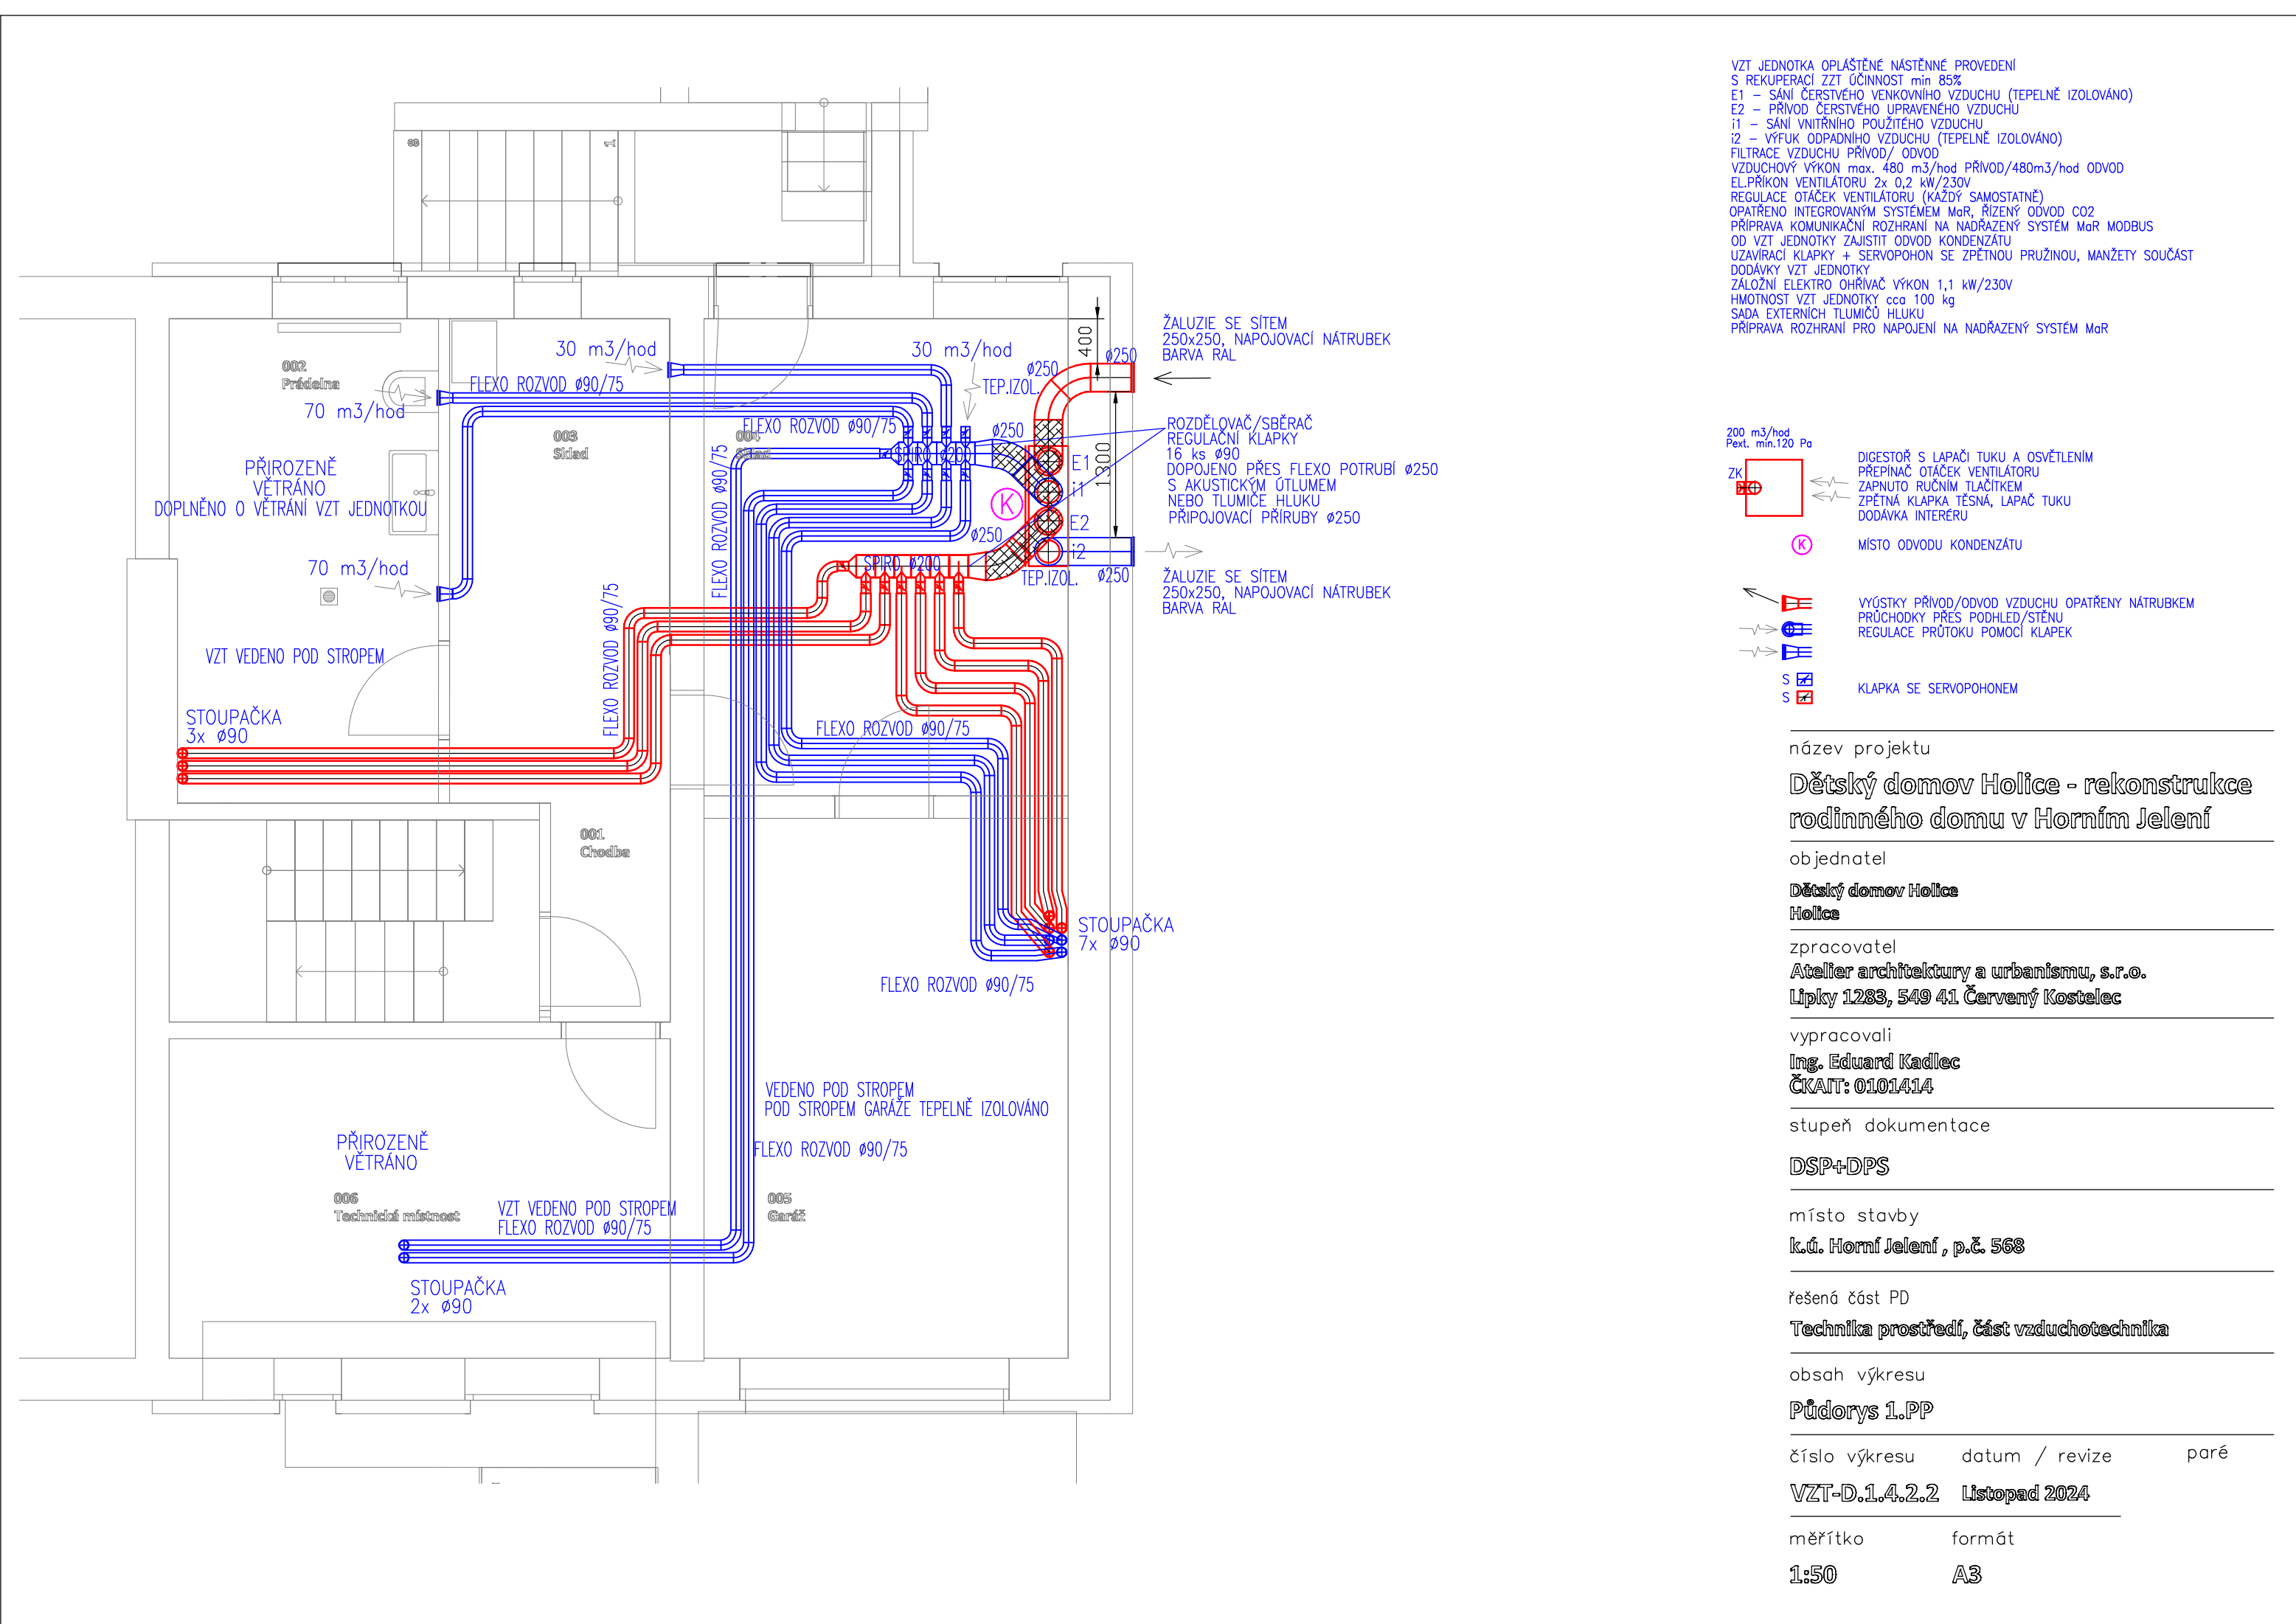 VZT JEDNOTKA OPLÁŠTĚNÉ NÁSTĚNNÉ PROVEDENÍ
S REKUPERACÍ ZZT ÚČINNOST min 85%
E1 – SÁNÍ ČERSTVÉHO VENKOVNÍHO VZDUCHU (TEPELNĚ IZOLOVÁNO)
E2 – PŘÍVOD ČERSTVÉHO UPRAVENÉHO VZDUCHU
i1 – SÁNÍ VNITŘNÍHO POUŽITÉHO VZDUCHU
i2 – VÝFUK ODPADNÍHO VZDUCHU (TEPELNĚ IZOLOVÁNO)
FILTRACE VZDUCHU PŘÍVOD/ ODVOD
VZDUCHOVÝ VÝKON max. 480 m3/hod PŘÍVOD/480m3/hod ODVOD
EL.PŘÍKON VENTILÁTORU 2x 0,2 kW/230V
REGULACE OTÁČEK VENTILÁTORU (KAŽDÝ SAMOSTATNĚ)
OPATŘENO INTEGROVANÝM SYSTÉMEM MaR, ŘÍZENÝ ODVOD CO2
PŘÍPRAVA KOMUNIKAČNÍ ROZHRANÍ NA NADŘAZENÝ SYSTÉM MaR MODBUS
OD VZT JEDNOTKY ZAJISTIT ODVOD KONDENZÁTU
UZAVÍRACÍ KLAPKY + SERVOPOHON SE ZPĚTNOU PRUŽINOU, MANŽETY SOUČÁST
DODÁVKY VZT JEDNOTKY
ZÁLOŽNÍ ELEKTRO OHŘÍVAČ VÝKON 1,1 kW/230V
HMOTNOST VZT JEDNOTKY cca 100 kg
SADA EXTERNÍCH TLUMIČŮ HLUKU
PŘÍPRAVA ROZHRANÍ PRO NAPOJENÍ NA NADŘAZENÝ SYSTÉM MaR
8
1
ŽALUZIE SE SÍTEM
250x250, NAPOJOVACÍ NÁTRUBEK
BARVA RAL
400
ø250
ø250
TEP.IZOL.
30 m3/hod
30 m3/hod
002
Prádelna
70 m3/hod
FLEXO ROZVOD ø90/75
FLEXO ROZVOD ø90/75
003
Sklad
004
Sklad
ø250
SPIRO ø200
E1
i1
E2
i2
K
1300
ROZDĚLOVAČ/SBĚRAČ
REGULAČNÍ KLAPKY
16 ks ø90
DOPOJENO PŘES FLEXO POTRUBÍ ø250
S AKUSTICKÝM ÚTLUMEM
NEBO TLUMIČE HLUKU
PŘIPOJOVACÍ PŘÍRUBY ø250
PŘIROZENĚ
VĚTRÁNO
DOPLNĚNO O VĚTRÁNÍ VZT JEDNOTKOU
FLEXO ROZVOD ø90/75
ø250
SPIRO ø200
TEP.IZOL.
ø250
ŽALUZIE SE SÍTEM
250x250, NAPOJOVACÍ NÁTRUBEK
BARVA RAL
70 m3/hod
FLEXO ROZVOD ø90/75
VZT VEDENO POD STROPEM
STOUPAČKA
3x ø90
FLEXO ROZVOD ø90/75
001
Chodba
STOUPAČKA
7x ø90
FLEXO ROZVOD ø90/75
VEDENO POD STROPEM
POD STROPEM GARÁŽE TEPELNĚ IZOLOVÁNO
FLEXO ROZVOD ø90/75
PŘIROZENĚ
VĚTRÁNO
006
Technická místnost
VZT VEDENO POD STROPEM
FLEXO ROZVOD ø90/75
005
Garáž
STOUPAČKA
2x ø90
200 m3/hod
Pext. min.120 Pa
ZK
DIGESTOŘ S LAPAČI TUKU A OSVĚTLENÍM
PŘEPÍNAČ OTÁČEK VENTILÁTORU
ZAPNUTO RUČNÍM TLAČÍTKEM
ZPĚTNÁ KLAPKA TĚSNÁ, LAPAČ TUKU
DODÁVKA INTERÉRU
K
MÍSTO ODVODU KONDENZÁTU
VYÚSTKY PŘÍVOD/ODVOD VZDUCHU OPATŘENY NÁTRUBKEM
PRŮCHODKY PŘES PODHLED/STĚNU
REGULACE PRŮTOKU POMOCÍ KLAPEK
S
S
KLAPKA SE SERVOPOHONEM
název projektu
Dětský domov Holice - rekonstrukce
rodinného domu v Horním Jelení
objednatel
Dětský domov Holice
Holice
zpracovatel
Atelier architektury a urbanismu, s.r.o.
Lipky 1283, 549 41 Červený Kostelec
vypracovali
Ing. Eduard Kadlec
ČKAIT: 0101414
stupeň dokumentace
DSP+DPS
místo stavby
k.ú. Horní Jelení , p.č. 568
řešená část PD
Technika prostředí, část vzduchotechnika
obsah výkresu
Půdorys 1.PP
číslo výkresu datum / revize paré
VZT-D.1.4.2.2 Listopad 2024
měřítko formát
1:50 A3